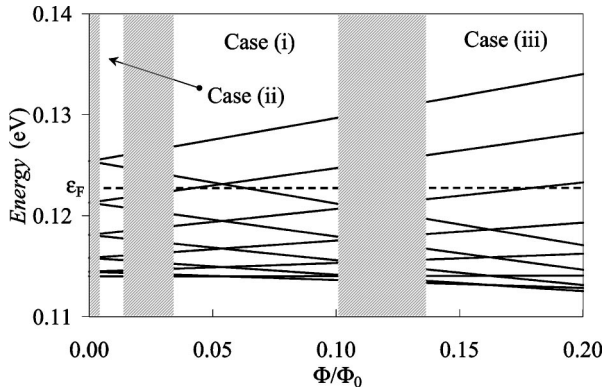 0.14
0.13
0.12
0.11
Energy (eV)
εF
Case (i)
Case (ii)
Case (iii)
0.00
0.05
0.10
0.15
0.20
Φ/Φ0